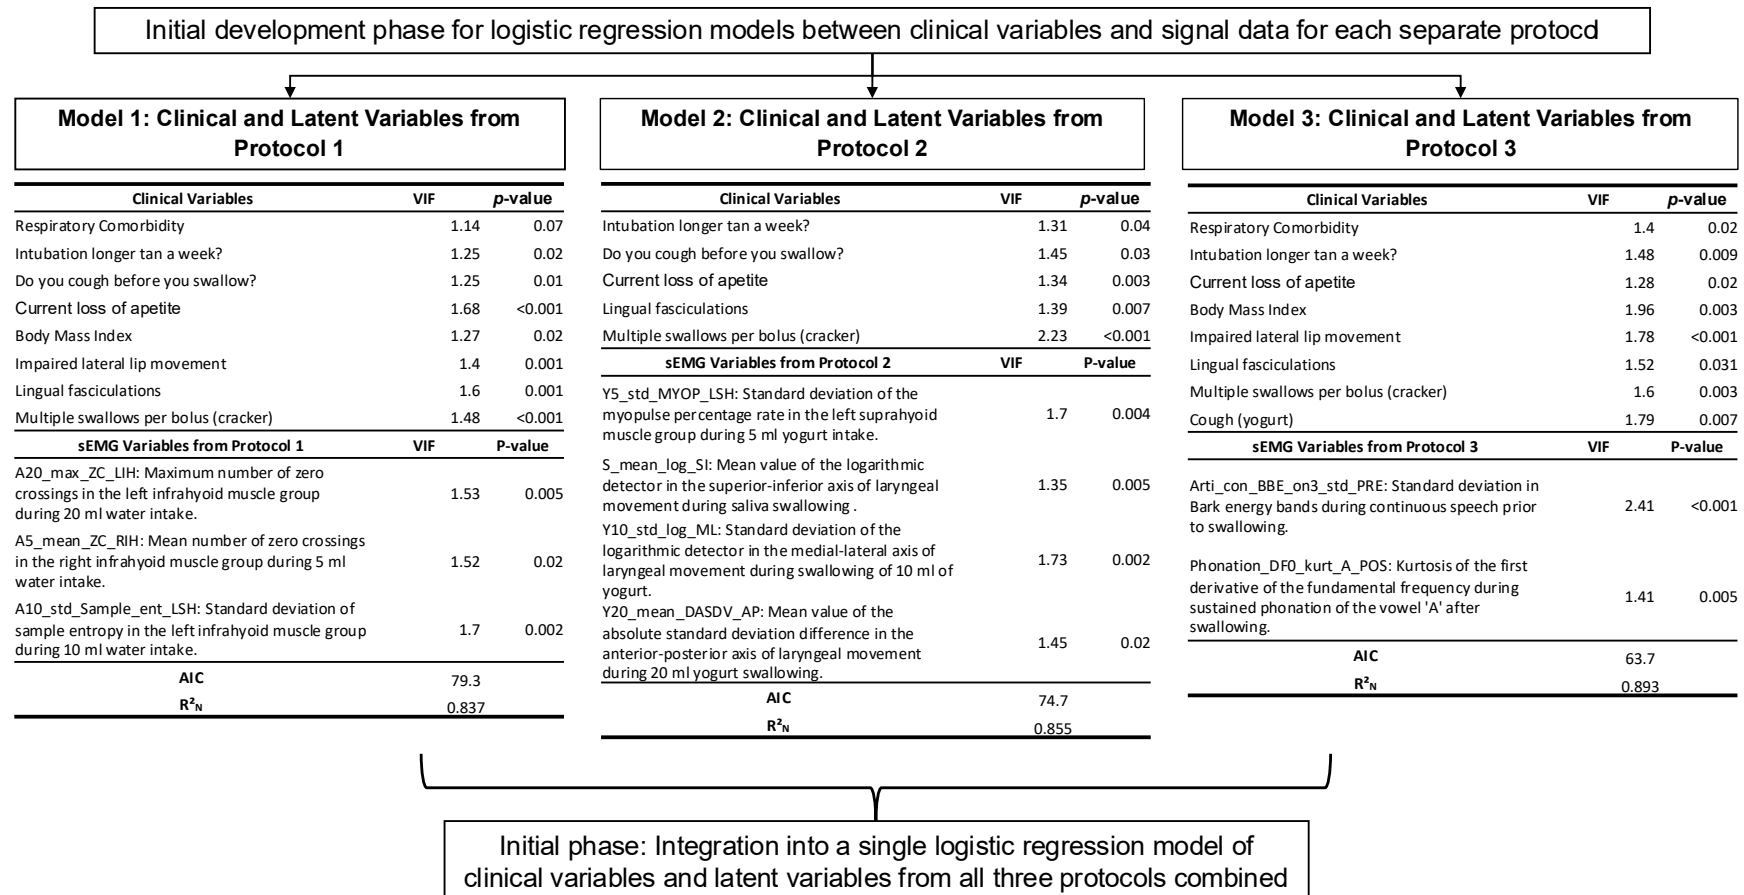 Initial development phase for logistic regression models between clinical variables and signal data for each separate protocd
Model 1: Clinical and Latent Variables from
Protocol 1
Clinical Variables VIF p-value
Respiratory Comorbidity 1.14 0.07
Intubation longer tan a week? 1.25 0.02
Do you cough before you swallow? 1.25 0.01
Current loss of apetite 1.68 <0.001
Body Mass Index 1.27 0.02
Impaired lateral lip movement 1.4 0.001
Lingual fasciculations 1.6 0.001
Multiple swallows per bolus (cracker) 1.48 <0.001
sEMG Variables from Protocol 1 VIF P-value
A20_max_ZC_LIH: Maximum number of zero
crossings in the left infrahyoid muscle group 1.53 0.005
during 20 ml water intake.
A5_mean_ZC_RIH: Mean number of zero crossings
in the right infrahyoid muscle group during 5 ml 1.52 0.02
water intake.
A10_std_Sample_ent_LSH: Standard deviation of
sample entropy in the left infrahyoid muscle group 1.7 0.002
during 10 ml water intake.
AIC 79.3
R²N 0.837
Model 2: Clinical and Latent Variables from
Protocol 2
Clinical Variables VIF p-value
Intubation longer tan a week? 1.31 0.04
Do you cough before you swallow? 1.45 0.03
Current loss of apetite 1.34 0.003
Lingual fasciculations 1.39 0.007
Multiple swallows per bolus (cracker) 2.23 <0.001
sEMG Variables from Protocol 2 VIF P-value
Y5_std_MYOP_LSH: Standard deviation of the
myopulse percentage rate in the left suprahyoid 1.7 0.004
muscle group during 5 ml yogurt intake.
S_mean_log_SI: Mean value of the logarithmic
detector in the superior-inferior axis of laryngeal 1.35 0.005
movement during saliva swallowing .
Y10_std_log_ML: Standard deviation of the
logarithmic detector in the medial-lateral axis of 1.73 0.002
laryngeal movement during swallowing of 10 ml of
yogurt.
Y20_mean_DASDV_AP: Mean value of the
absolute standard deviation difference in the 1.45 0.02
anterior-posterior axis of laryngeal movement
during 20 ml yogurt swallowing.
AIC 74.7
R²N 0.855
Model 3: Clinical and Latent Variables from
Protocol 3
Clinical Variables VIF p-value
Respiratory Comorbidity 1.4 0.02
Intubation longer tan a week? 1.48 0.009
Current loss of apetite 1.28 0.02
Body Mass Index 1.96 0.003
Impaired lateral lip movement 1.78 <0.001
Lingual fasciculations 1.52 0.031
Multiple swallows per bolus (cracker) 1.6 0.003
Cough (yogurt) 1.79 0.007
sEMG Variables from Protocol 3 VIF P-value
Arti_con_BBE_on3_std_PRE: Standard deviation in
Bark energy bands during continuous speech prior 2.41 <0.001
to swallowing.
Phonation_DF0_kurt_A_POS: Kurtosis of the first
derivative of the fundamental frequency during 1.41 0.005
sustained phonation of the vowel 'A' after
swallowing.
AIC 63.7
R²N 0.893
Initial phase: Integration into a single logistic regression model of
clinical variables and latent variables from all three protocols combined